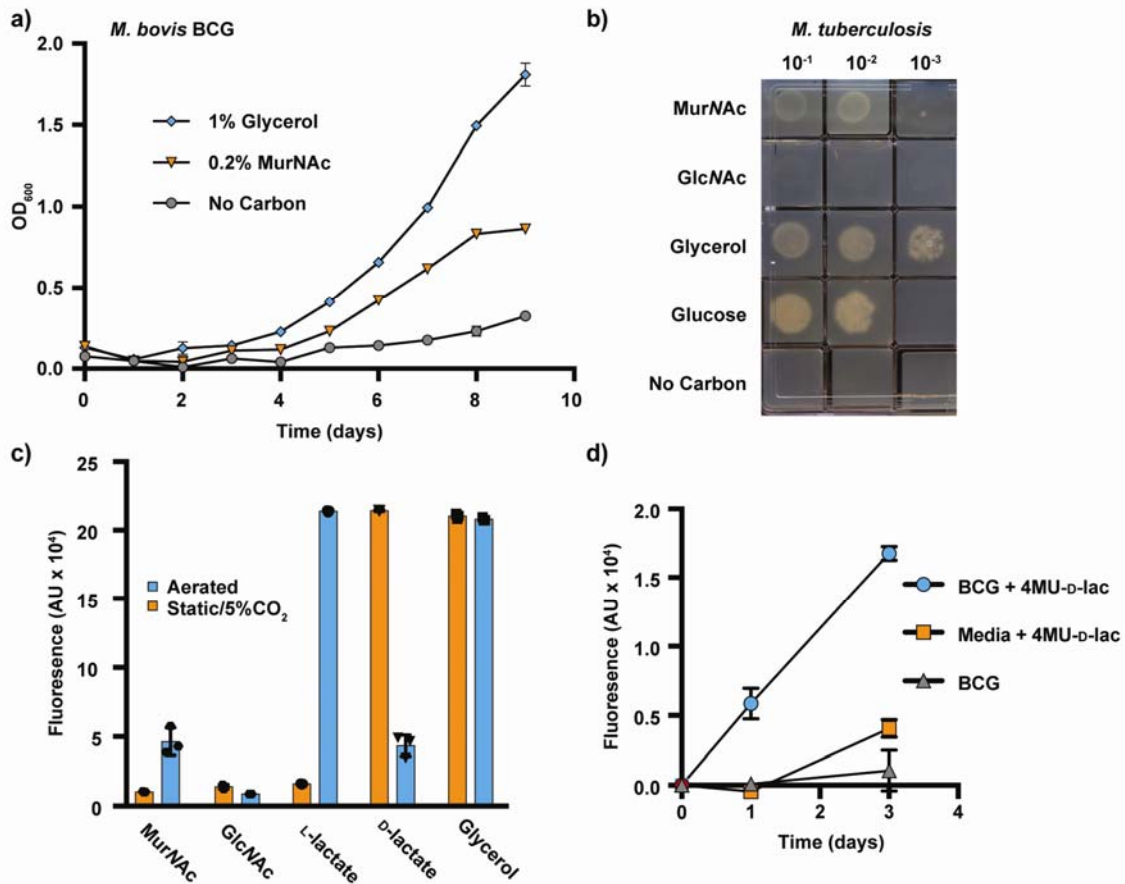 a)
M. bovis BCG
2.0
1.5
1.0
0.5
0.0
OD₆₀₀
1% Glycerol
0.2% MurNAc
No Carbon
0 2 4 6 8 10
Time (days)
b)
M. tuberculosis
10⁻¹ 10⁻² 10⁻³
MurNAc
GlcNAc
Glycerol
Glucose
No Carbon
c)
25
22
20
15
10
5
0
Fluoresence (AU x 10⁴)
Aerated
Static/5%CO₂
MurNAc
GlcNAc
L-lactate
D-lactate
Glycerol
d)
2.0
1.5
1.0
0.5
0.0
Fluoresence (AU x 10⁴)
BCG + 4MU-D-lac
Media + 4MU-D-lac
BCG
0 1 2 3 4
Time (days)